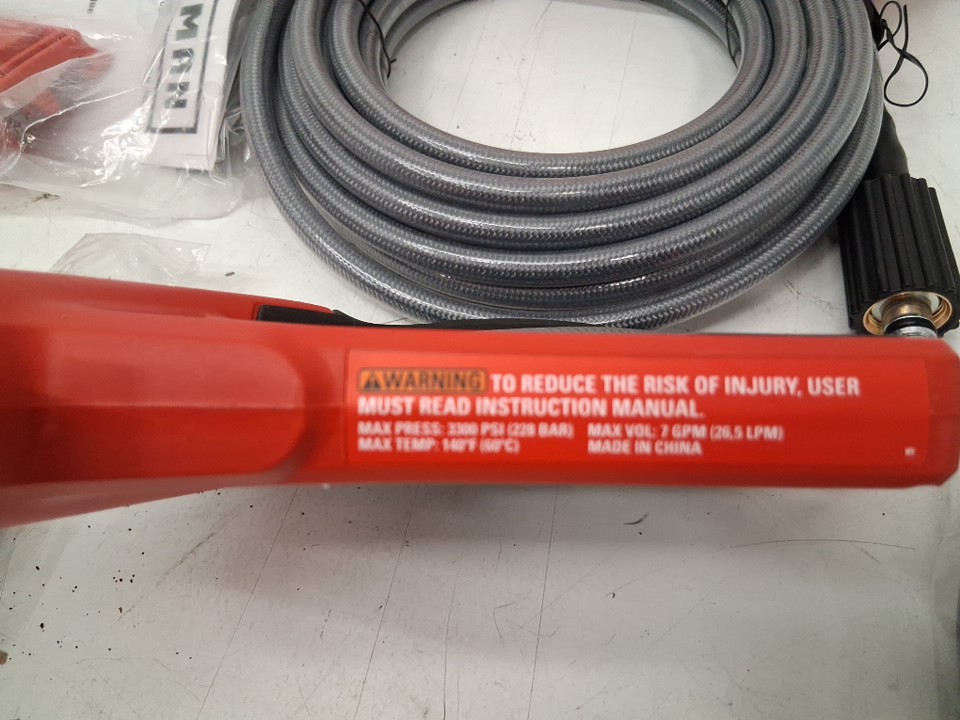 ⚠WARNING TO REDUCE THE RISK OF INJURY, USER
MUST READ INSTRUCTION MANUAL.
MAX PRESS: 3300 PSI (228 BAR) MAX VOL: 7 GPM (26.5 LPM)
MAX TEMP: 140°F (60°C) MADE IN CHINA